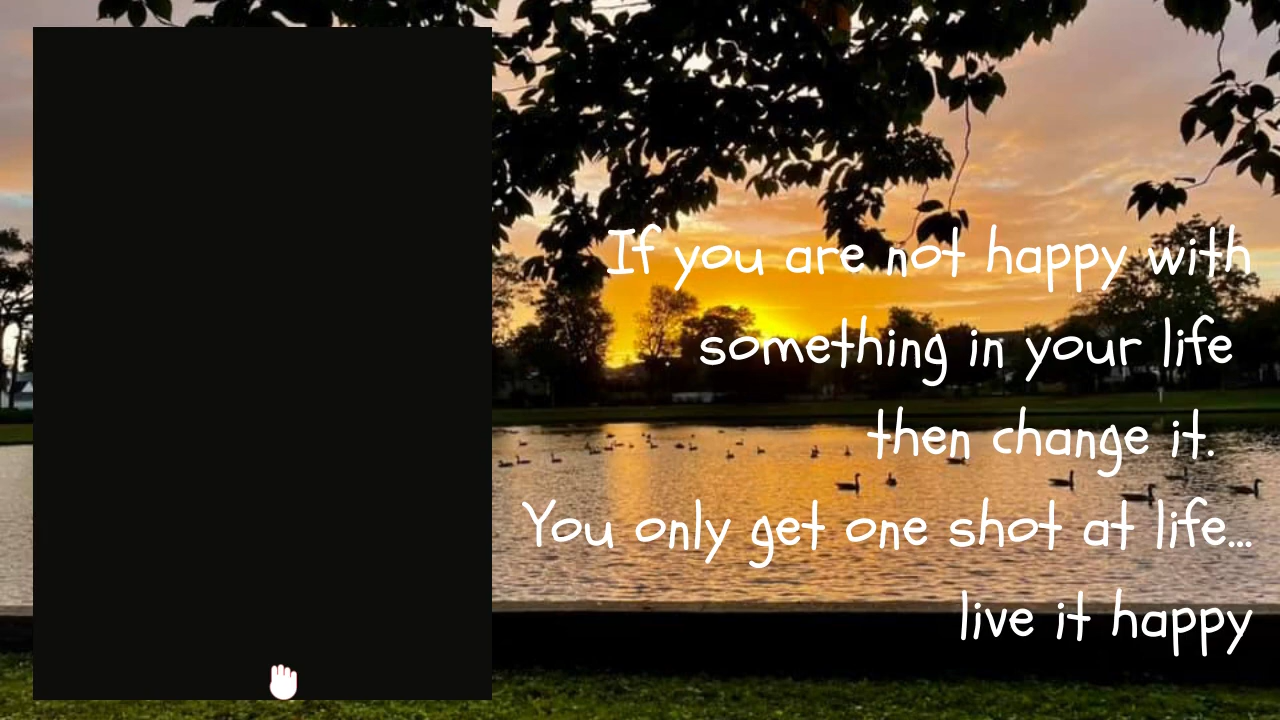 If you are not happy with
something in your life
then change it.
You only get one shot at life...
live it happy